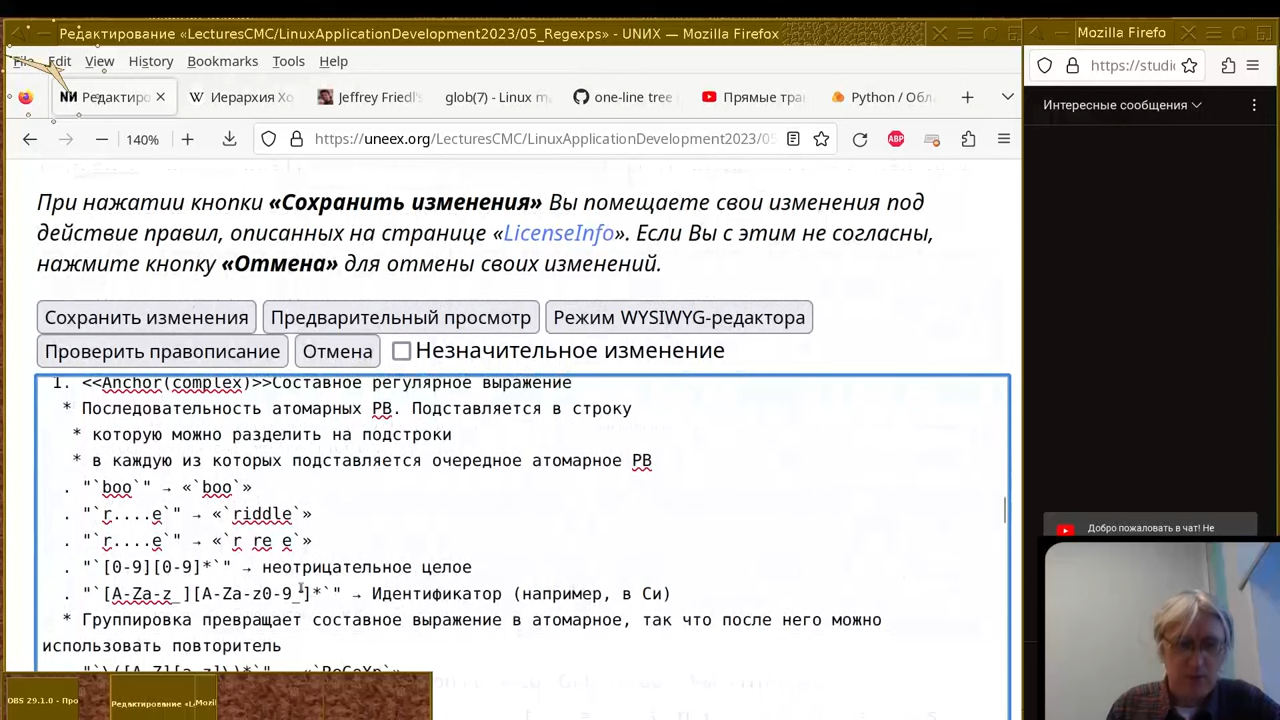 Редактирование «LecturesCMC/LinuxApplicationDevelopment2023/05_Regexps» - UNИX — Mozilla Firefox
Mozilla Firefo
File Edit View History Bookmarks Tools Help
Редактиро
Иерархия Хо
Jeffrey Friedl's
glob(7) - Linux m
one-line tree
Прямые тра
Python / Обл
140%
https://uneex.org/LecturesCMC/LinuxApplicationDevelopment2023/05
https://studi
Интересные сообщения
При нажатии кнопки «Сохранить изменения» Вы помещаете свои изменения под
действие правил, описанных на странице «LicenseInfo». Если Вы с этим не согласны,
нажмите кнопку «Отмена» для отмены своих изменений.
Сохранить изменения Предварительный просмотр Режим WYSIWYG-редактора
Проверить правописание Отмена Незначительное изменение
1. <<Anchor(complex)>>Составное регулярное выражение
* Последовательность атомарных РВ. Подставляется в строку
* которую можно разделить на подстроки
* в каждую из которых подставляется очередное атомарное РВ
. "`boo`" → «`boo`»
. "`r....e`" → «`riddle`»
. "`r....e`" → «`r re e`»
. "`[0-9][0-9]*`" → неотрицательное целое
. "`[A-Za-z_][A-Za-z0-9_]*`" → Идентификатор (например, в Си)
* Группировка превращает составное выражение в атомарное, так что после него можно
использовать повторитель
Добро пожаловать в чат! Не
DBS 29.1.0 - Про
Редактирование «L
Mozil